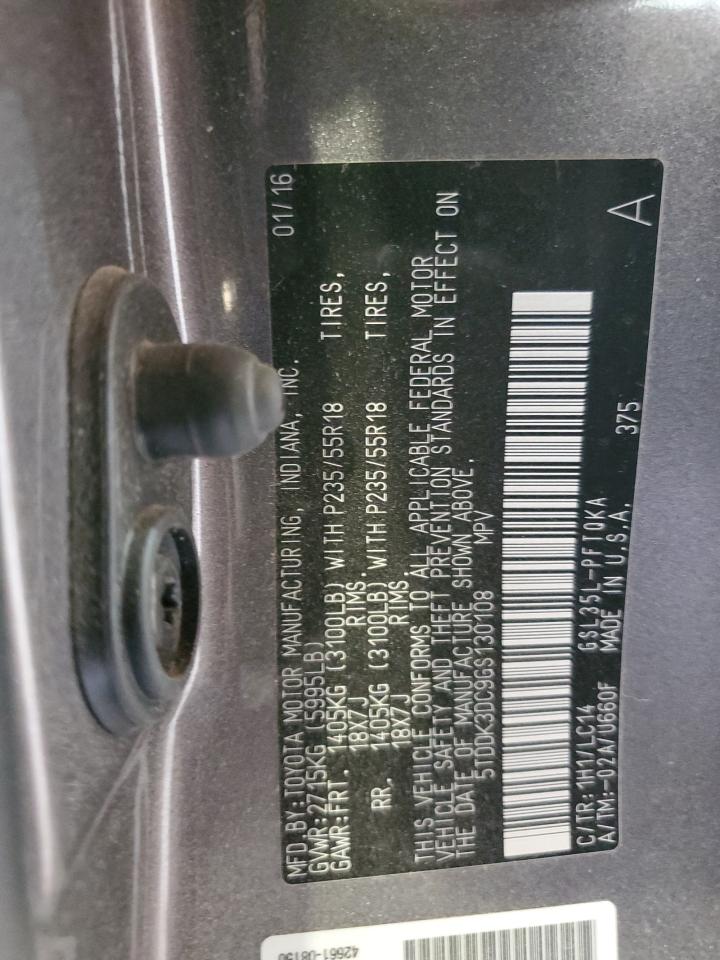 MFD.BY:TOYOTA MOTOR MANUFACTURING, INDIANA, INC. 01/16
GVWR:2715KG (5995LB)
GAWR:FRT. 1405KG (3100LB) WITH P235/55R18 TIRES,
18X7J RIMS.
RR. 1405KG (3100LB) WITH P235/55R18 TIRES,
18X7J RIMS
THIS VEHICLE CONFORMS TO ALL APPLICABLE FEDERAL MOTOR
VEHICLE SAFETY AND THEFT PREVENTION STANDARDS IN EFFECT ON
THE DATE OF MANUFACTURE SHOWN ABOVE.
5TDDK3DC9GS130108 MPV
C/TR:1H1/LC14 GSL35L-PFTQKA 375 A
A/TM:-02A/U660F MADE IN U.S.A.
42661-08150